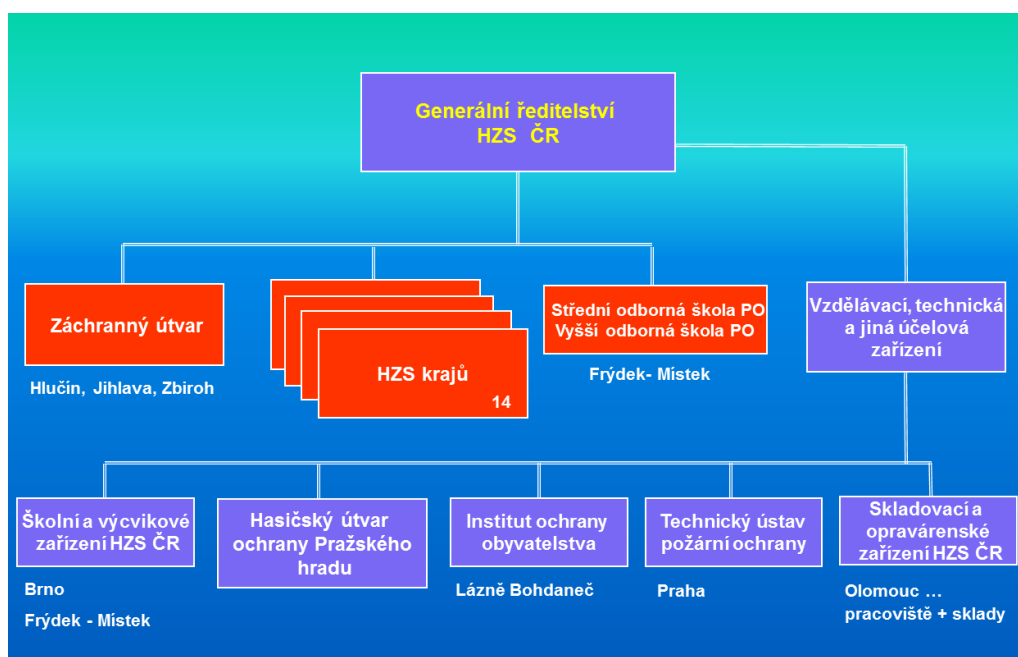 Generální ředitelství
HZS ČR
Záchranný útvar
Hlučín, Jihlava, Zbiroh
HZS krajů
14
Střední odborná škola PO
Vyšší odborná škola PO
Frýdek- Místek
Vzdělávací, technická
a jiná účelová
zařízení
Školní a výcvikové
zařízení HZS ČR
Brno
Frýdek - Místek
Hasičský útvar
ochrany Pražského
hradu
Institut ochrany
obyvatelstva
Lázně Bohdaneč
Technický ústav
požární ochrany
Praha
Skladovací a
opravárenské
zařízení HZS ČR
Olomouc ...
pracoviště + sklady